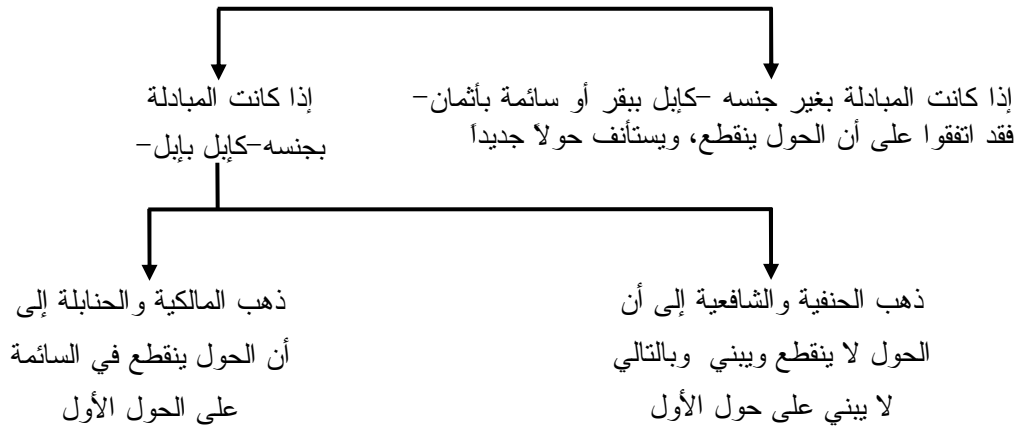 إذا كانت المبادلة بغير جنسه –كإبل ببقر أو سائمة بأثمان–
فقد اتفقوا على أن الحول ينقطع، ويستأنف حولاً جديداً
إذا كانت المبادلة
بجنسه–كإبل بإبل–
ذهب الحنفية والشافعية إلى أن
الحول لا ينقطع ويبني وبالتالي
لا يبني على حول الأول
ذهب المالكية والحنابلة إلى
أن الحول ينقطع في السائمة
على الحول الأول